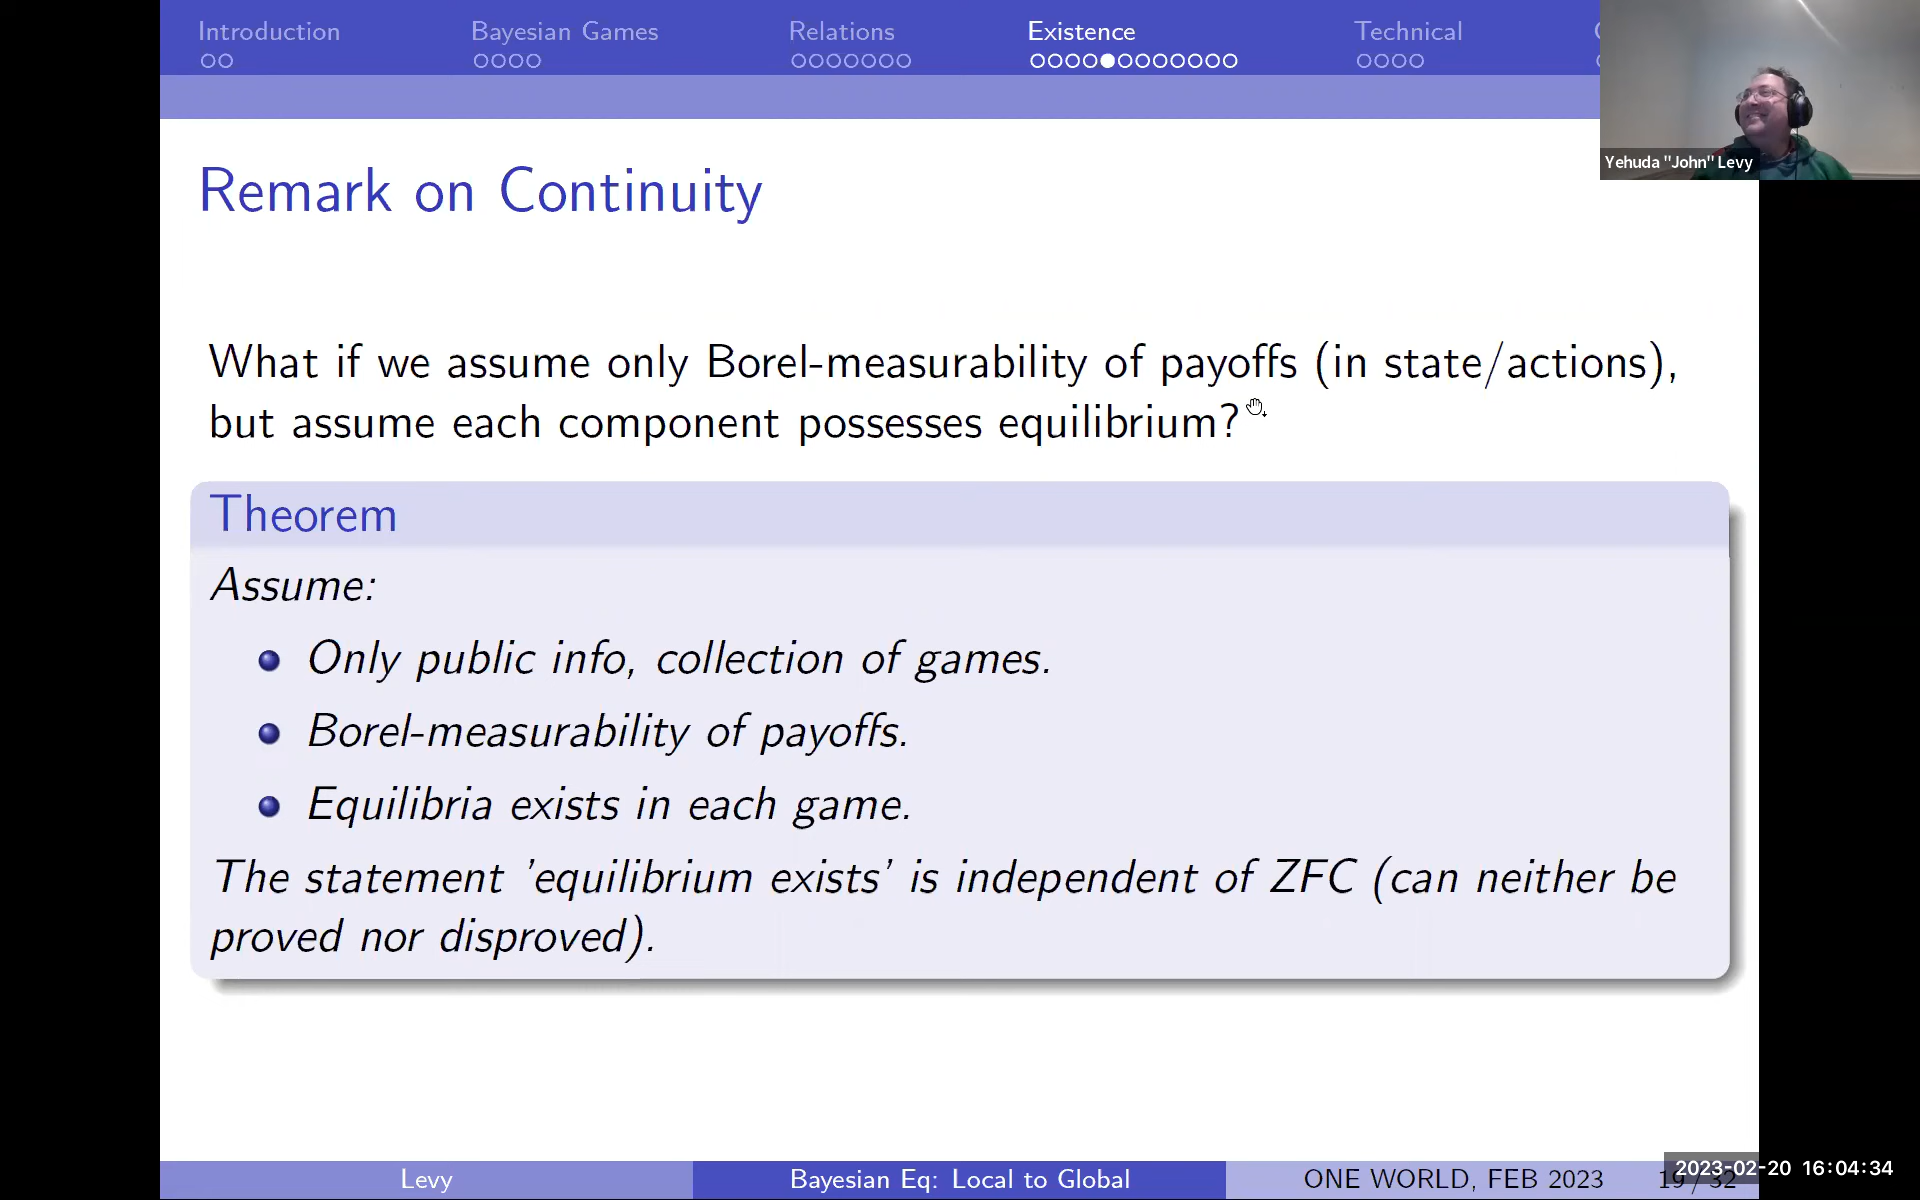 Introduction
Bayesian Games
Relations
Existence
Technical
Yehuda "John" Levy
Remark on Continuity
What if we assume only Borel-measurability of payoffs (in state/actions),
but assume each component possesses equilibrium?
Theorem
Assume:
Only public info, collection of games.
Borel-measurability of payoffs.
Equilibria exists in each game.
The statement 'equilibrium exists' is independent of ZFC (can neither be
proved nor disproved).
Levy
Bayesian Eq: Local to Global
ONE WORLD, FEB 2023
19 / 32
2023-02-20 16:04:34